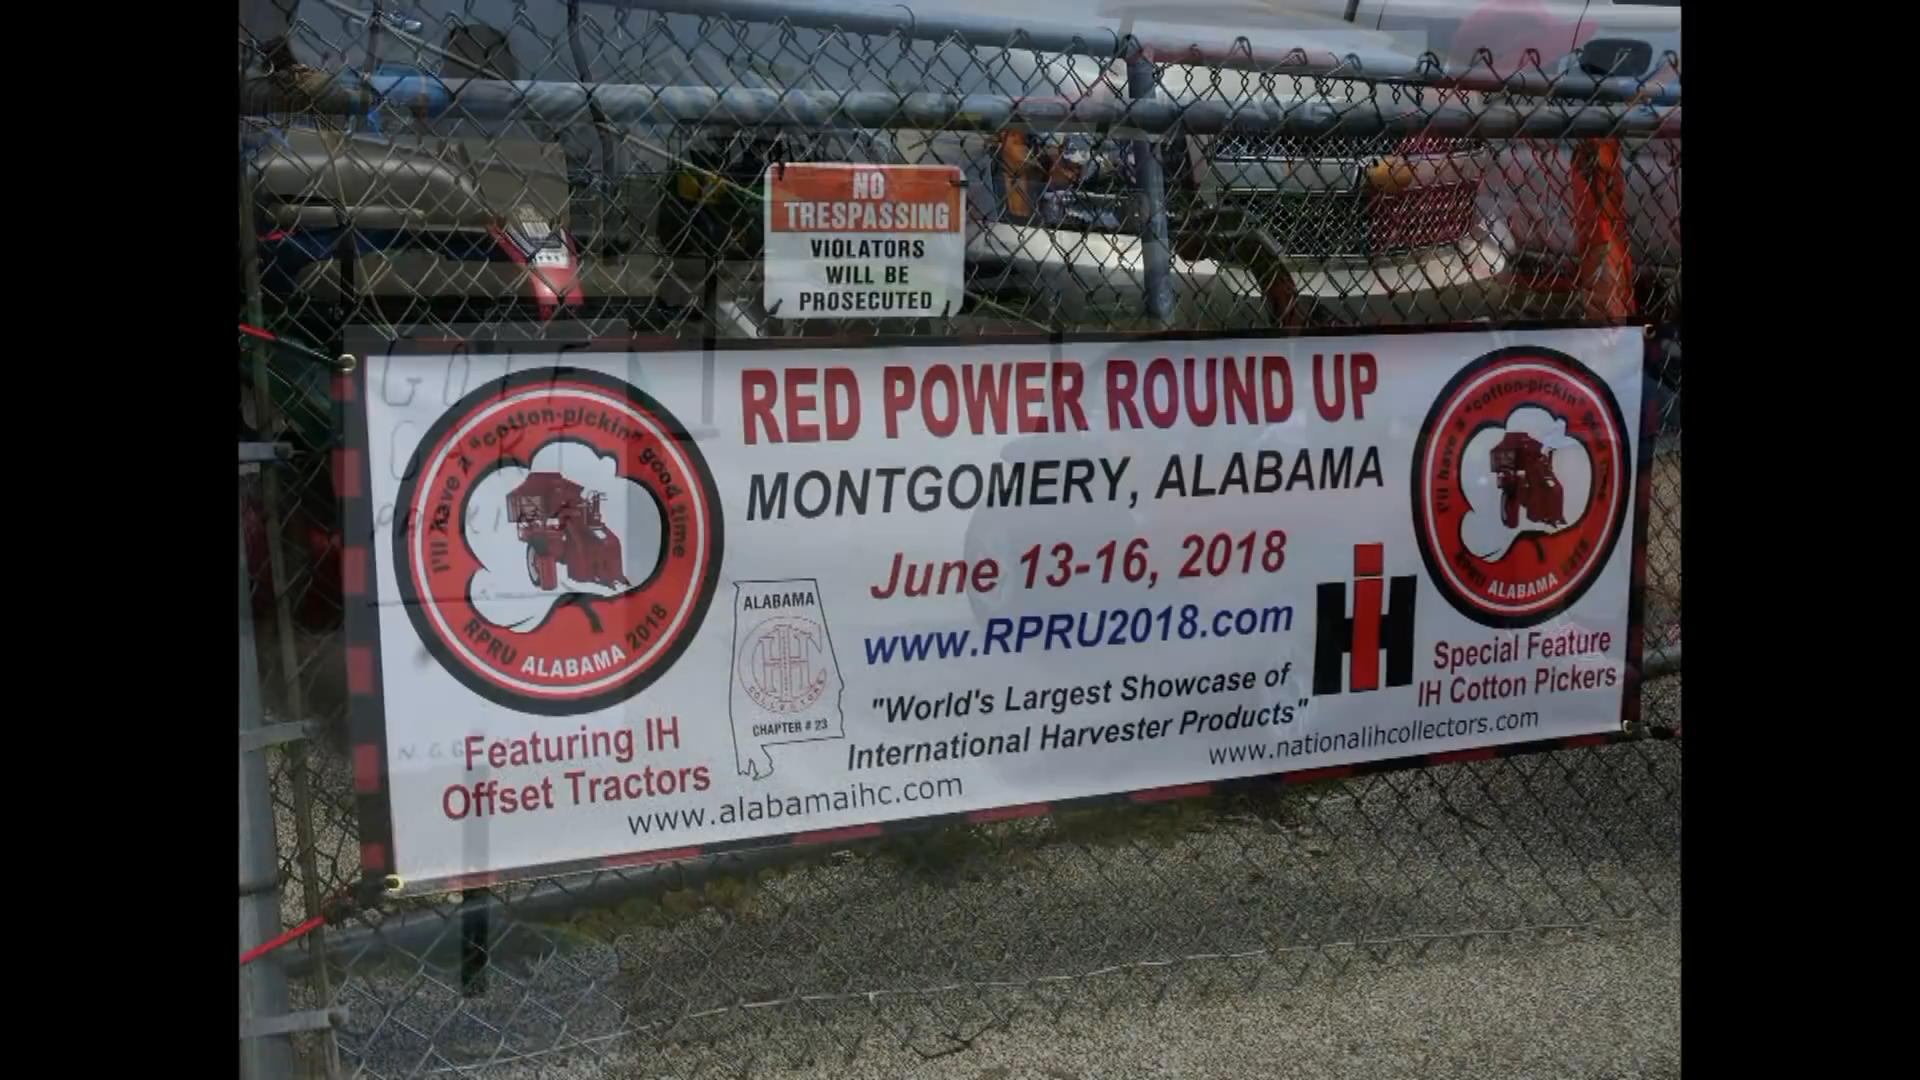 NO
TRESPASSING
VIOLATORS
WILL BE
PROSECUTED
RED POWER ROUND UP
MONTGOMERY, ALABAMA
June 13-16, 2018
www.RPRU2018.com
"World's Largest Showcase of
International Harvester Products"
I'll have a "cotton-pickin" good time
RPRU ALABAMA 2018
Featuring IH
Offset Tractors
www.alabamaihc.com
ALABAMA
IHC
COLLECTORS
CHAPTER # 23
I'll have a "cotton-pickin" good time
RPRU ALABAMA 2018
IH
Special Feature
IH Cotton Pickers
www.nationalihcollectors.com
GOLF
CART
PARKING